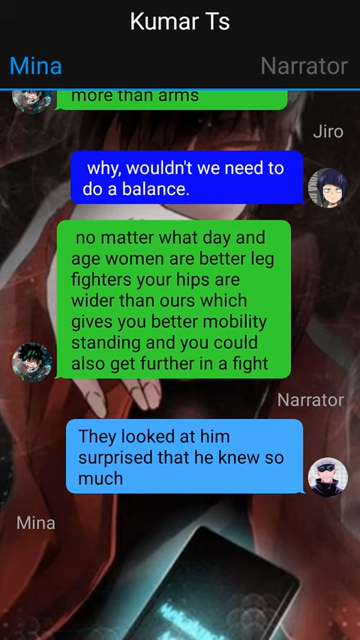 Kumar Ts
Mina
Narrator
more than arms
Jiro
why, wouldn't we need to
do a balance.
no matter what day and
age women are better leg
fighters your hips are
wider than ours which
gives you better mobility
standing and you could
also get further in a fight
Narrator
They looked at him
surprised that he knew so
much
Mina